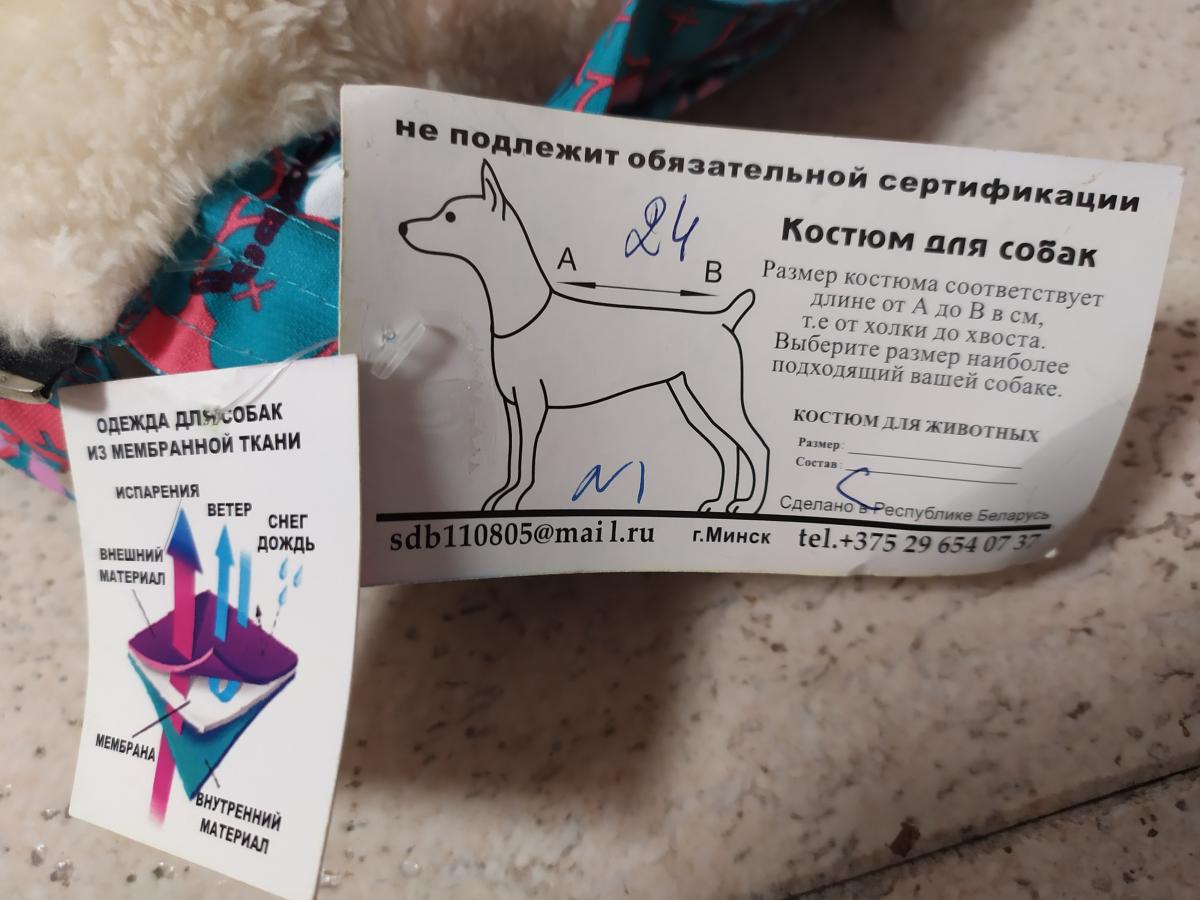 не подлежит обязательной сертификации
24
A
B
Костюм для собак
Размер костюма соответствует
длине от А до В в см,
т.е от холки до хвоста.
Выберите размер наиболее
подходящий вашей собаке.
КОСТЮМ ДЛЯ ЖИВОТНЫХ
Размер:
Состав:
Сделано в Республике Беларусь
sdb110805@mail.ru г.Минск tel.+375 29 654 07 37
ОДЕЖДА ДЛЯ СОБАК
ИЗ МЕМБРАННОЙ ТКАНИ
ИСПАРЕНИЯ
ВЕТЕР
СНЕГ
ДОЖДЬ
ВНЕШНИЙ
МАТЕРИАЛ
МЕМБРАНА
ВНУТРЕННИЙ
МАТЕРИАЛ